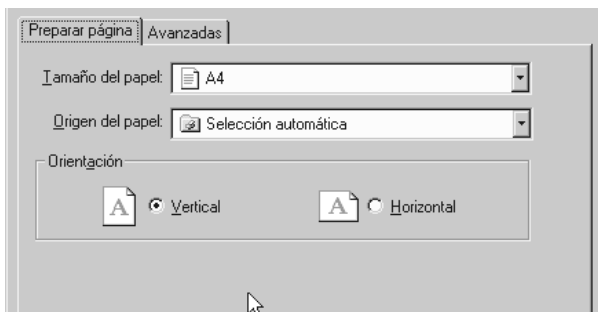 Preparar página Avanzadas
Tamaño del papel: A4
Origen del papel: Selección automática
Orientación
A Vertical A Horizontal